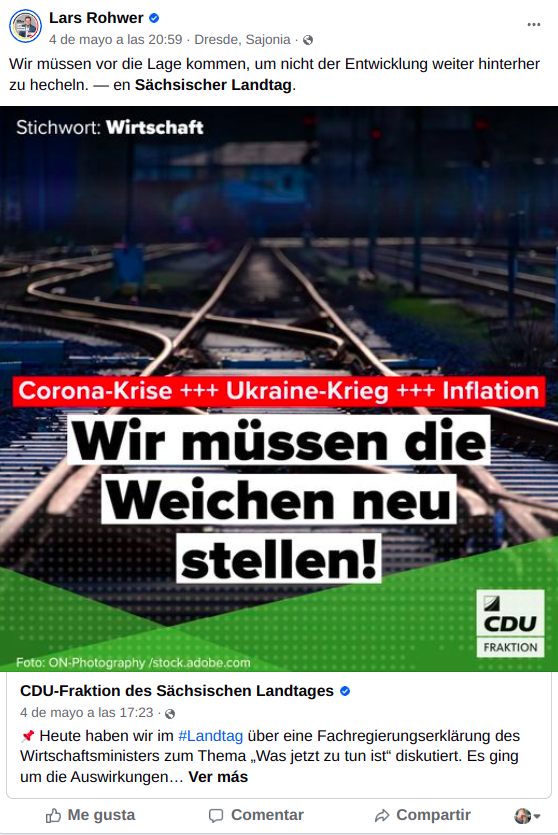 Lars Rohwer
4 de mayo a las 20:59 · Dresde, Sajonia ·
Wir müssen vor die Lage kommen, um nicht der Entwicklung weiter hinterher
zu hecheln. — en Sächsischer Landtag.
Stichwort: Wirtschaft
Corona-Krise +++ Ukraine-Krieg +++ Inflation
Wir müssen die
Weichen neu
stellen!
CDU
FRAKTION
Foto: ON-Photography /stock.adobe.com
CDU-Fraktion des Sächsischen Landtages
4 de mayo a las 17:23 ·
📌 Heute haben wir im #Landtag über eine Fachregierungserklärung des
Wirtschaftsministers zum Thema „Was jetzt zu tun ist“ diskutiert. Es ging
um die Auswirkungen… Ver más
Me gusta
Comentar
Compartir